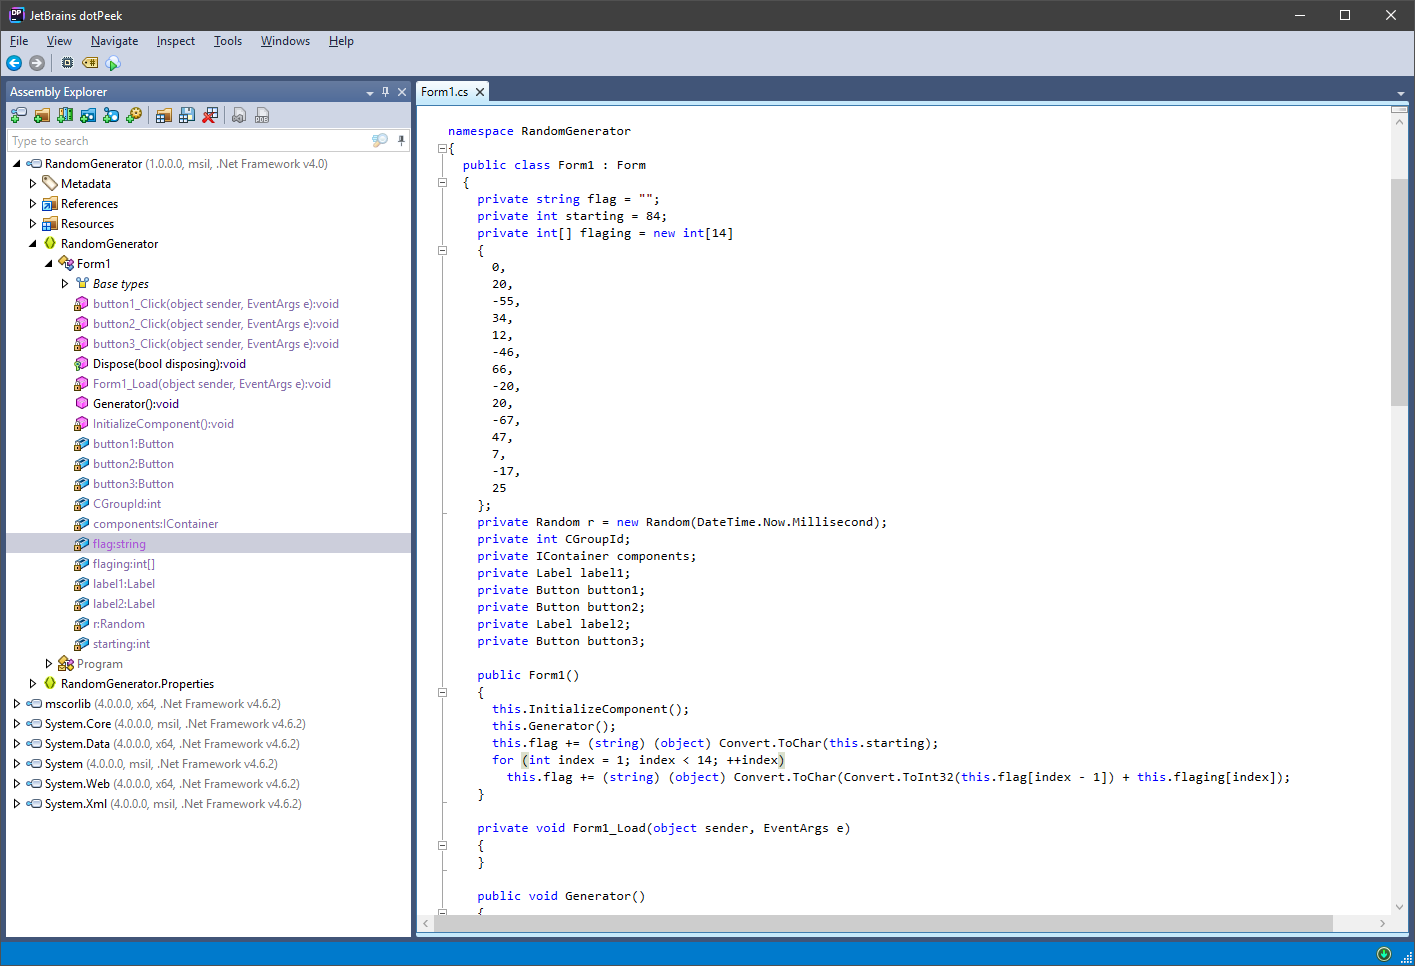 JetBrains dotPeek
File View Navigate Inspect Tools Windows Help
Assembly Explorer
Type to search
RandomGenerator (1.0.0.0, msil, .Net Framework v4.0)
Metadata
References
Resources
RandomGenerator
Form1
Base types
button1_Click(object sender, EventArgs e):void
button2_Click(object sender, EventArgs e):void
button3_Click(object sender, EventArgs e):void
Dispose(bool disposing):void
Form1_Load(object sender, EventArgs e):void
Generator():void
InitializeComponent():void
button1:Button
button2:Button
button3:Button
CGroupId:int
components:IContainer
flag:string
flaging:int[]
label1:Label
label2:Label
r:Random
starting:int
Program
RandomGenerator.Properties
mscorlib (4.0.0.0, x64, .Net Framework v4.6.2)
System.Core (4.0.0.0, msil, .Net Framework v4.6.2)
System.Data (4.0.0.0, x64, .Net Framework v4.6.2)
System (4.0.0.0, msil, .Net Framework v4.6.2)
System.Web (4.0.0.0, x64, .Net Framework v4.6.2)
System.Xml (4.0.0.0, msil, .Net Framework v4.6.2)
Form1.cs
namespace RandomGenerator
{
public class Form1 : Form
{
private string flag = "";
private int starting = 84;
private int[] flaging = new int[14]
{
0,
20,
-55,
34,
12,
-46,
66,
-20,
20,
-67,
47,
7,
-17,
25
};
private Random r = new Random(DateTime.Now.Millisecond);
private int CGroupId;
private IContainer components;
private Label label1;
private Button button1;
private Button button2;
private Label label2;
private Button button3;
public Form1()
{
this.InitializeComponent();
this.Generator();
this.flag += (string) (object) Convert.ToChar(this.starting);
for (int index = 1; index < 14; ++index)
this.flag += (string) (object) Convert.ToChar(Convert.ToInt32(this.flag[index - 1]) + this.flaging[index]);
}
private void Form1_Load(object sender, EventArgs e)
{
}
public void Generator()
{